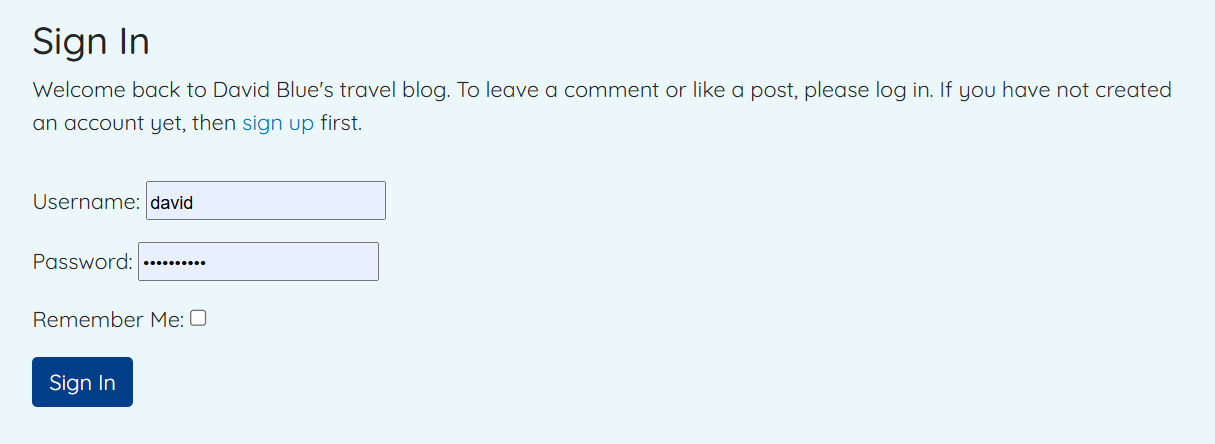 Sign In
Welcome back to David Blue's travel blog. To leave a comment or like a post, please log in. If you have not created
an account yet, then sign up first.
Username: david
Password: ••••••••••
Remember Me:
Sign In